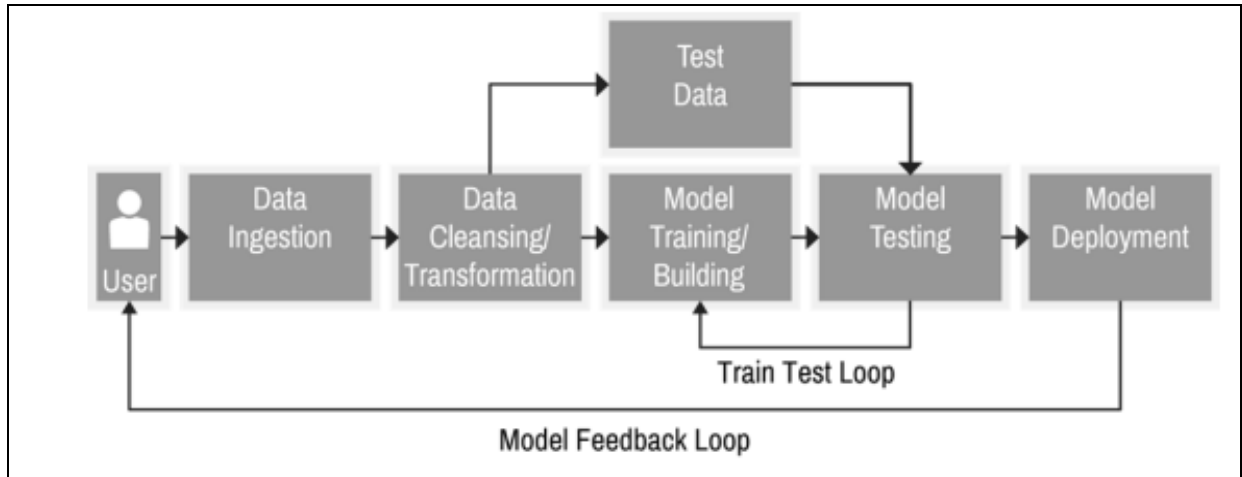 Test
Data
User
Data
Ingestion
Data
Cleansing/
Transformation
Model
Training/
Building
Model
Testing
Model
Deployment
Train Test Loop
Model Feedback Loop